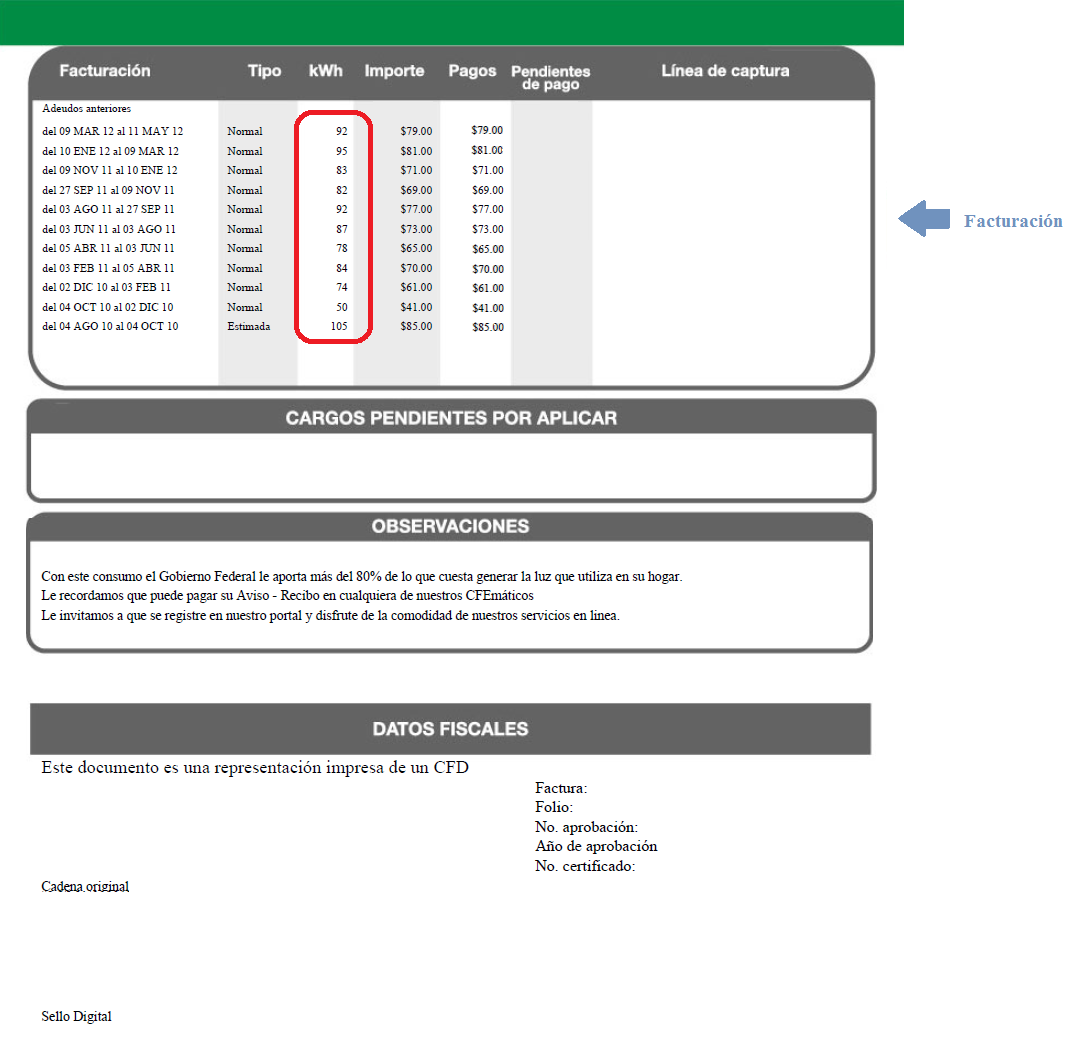 Facturación Tipo kWh Importe Pagos Pendientes de pago Línea de captura
Adeudos anteriores
del 09 MAR 12 al 11 MAY 12 Normal 92 $79.00 $79.00
del 10 ENE 12 al 09 MAR 12 Normal 95 $81.00 $81.00
del 09 NOV 11 al 10 ENE 12 Normal 83 $71.00 $71.00
del 27 SEP 11 al 09 NOV 11 Normal 82 $69.00 $69.00
del 03 AGO 11 al 27 SEP 11 Normal 92 $77.00 $77.00
Facturación
del 03 JUN 11 al 03 AGO 11 Normal 87 $73.00 $73.00
del 05 ABR 11 al 03 JUN 11 Normal 78 $65.00 $65.00
del 03 FEB 11 al 05 ABR 11 Normal 84 $70.00 $70.00
del 02 DIC 10 al 03 FEB 11 Normal 74 $61.00 $61.00
del 04 OCT 10 al 02 DIC 10 Normal 50 $41.00 $41.00
del 04 AGO 10 al 04 OCT 10 Estimada 105 $85.00 $85.00
CARGOS PENDIENTES POR APLICAR
OBSERVACIONES
Con este consumo el Gobierno Federal le aporta más del 80% de lo que cuesta generar la luz que utiliza en su hogar.
Le recordamos que puede pagar su Aviso - Recibo en cualquiera de nuestros CFEmáticos
Le invitamos a que se registre en nuestro portal y disfrute de la comodidad de nuestros servicios en linea.
DATOS FISCALES
Este documento es una representación impresa de un CFD
Factura:
Folio:
No. aprobación:
Año de aprobación
No. certificado:
Cadena original
Sello Digital